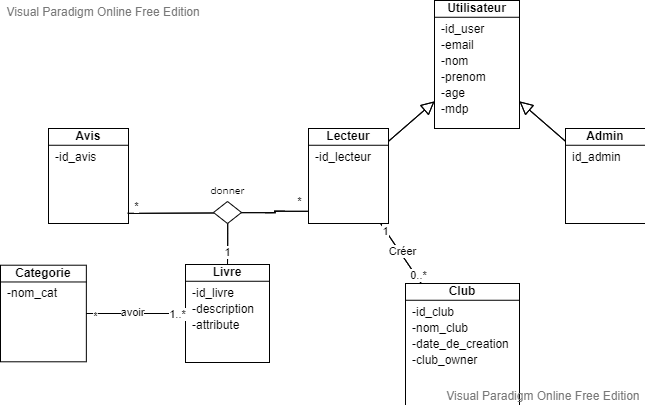 Visual Paradigm Online Free Edition
Utilisateur
-id_user
-email
-nom
-prenom
-age
-mdp
Avis
-id_avis
Lecteur
-id_lecteur
Admin
id_admin
donner
*
*
1
1
Créer
0..*
Categorie
-nom_cat
*
avoir
1..*
Livre
-id_livre
-description
-attribute
Club
-id_club
-nom_club
-date_de_creation
-club_owner
Visual Paradigm Online Free Edition